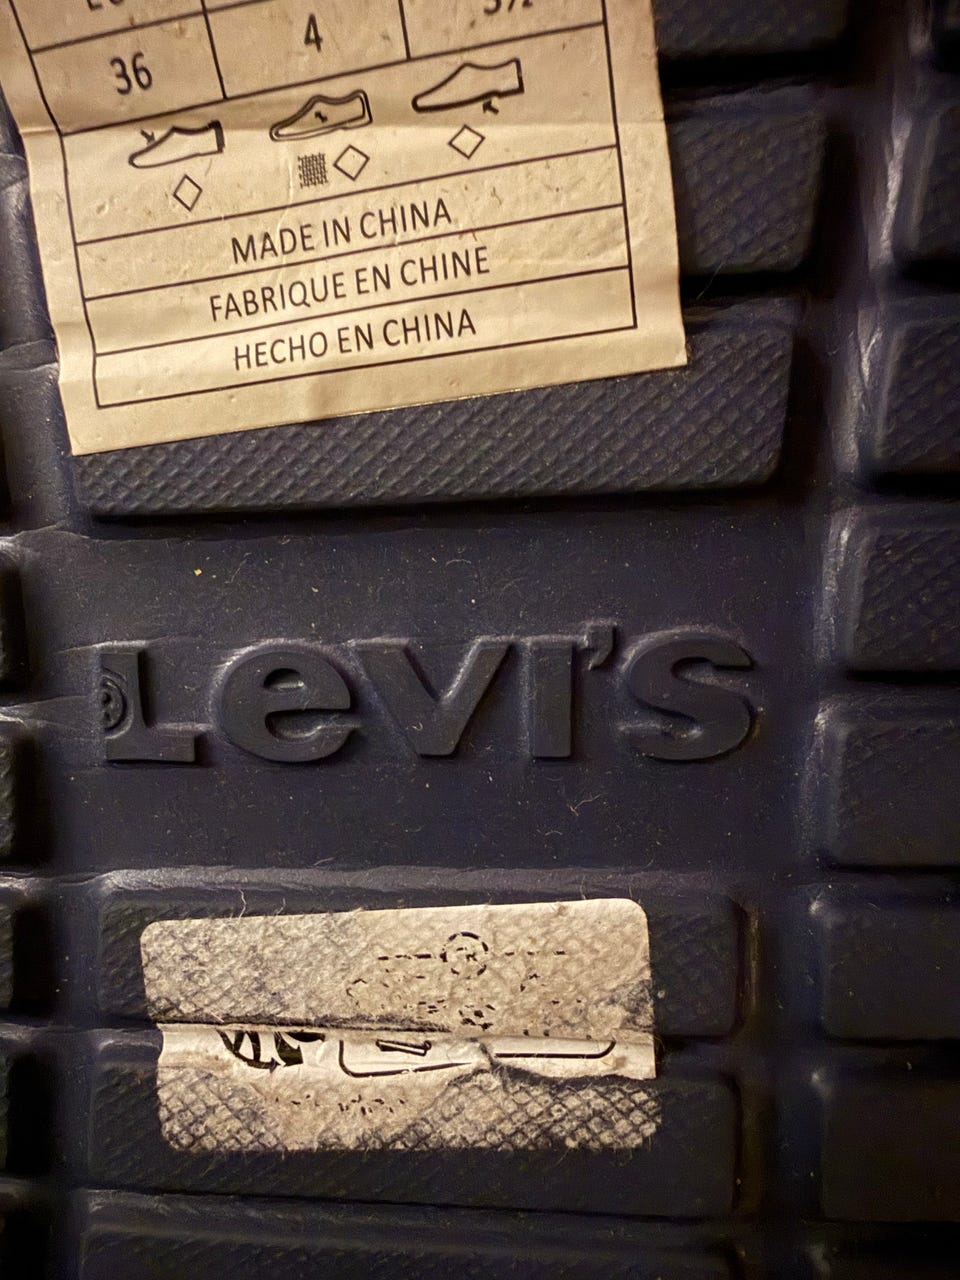 36 4
MADE IN CHINA
FABRIQUE EN CHINE
HECHO EN CHINA
Levi's